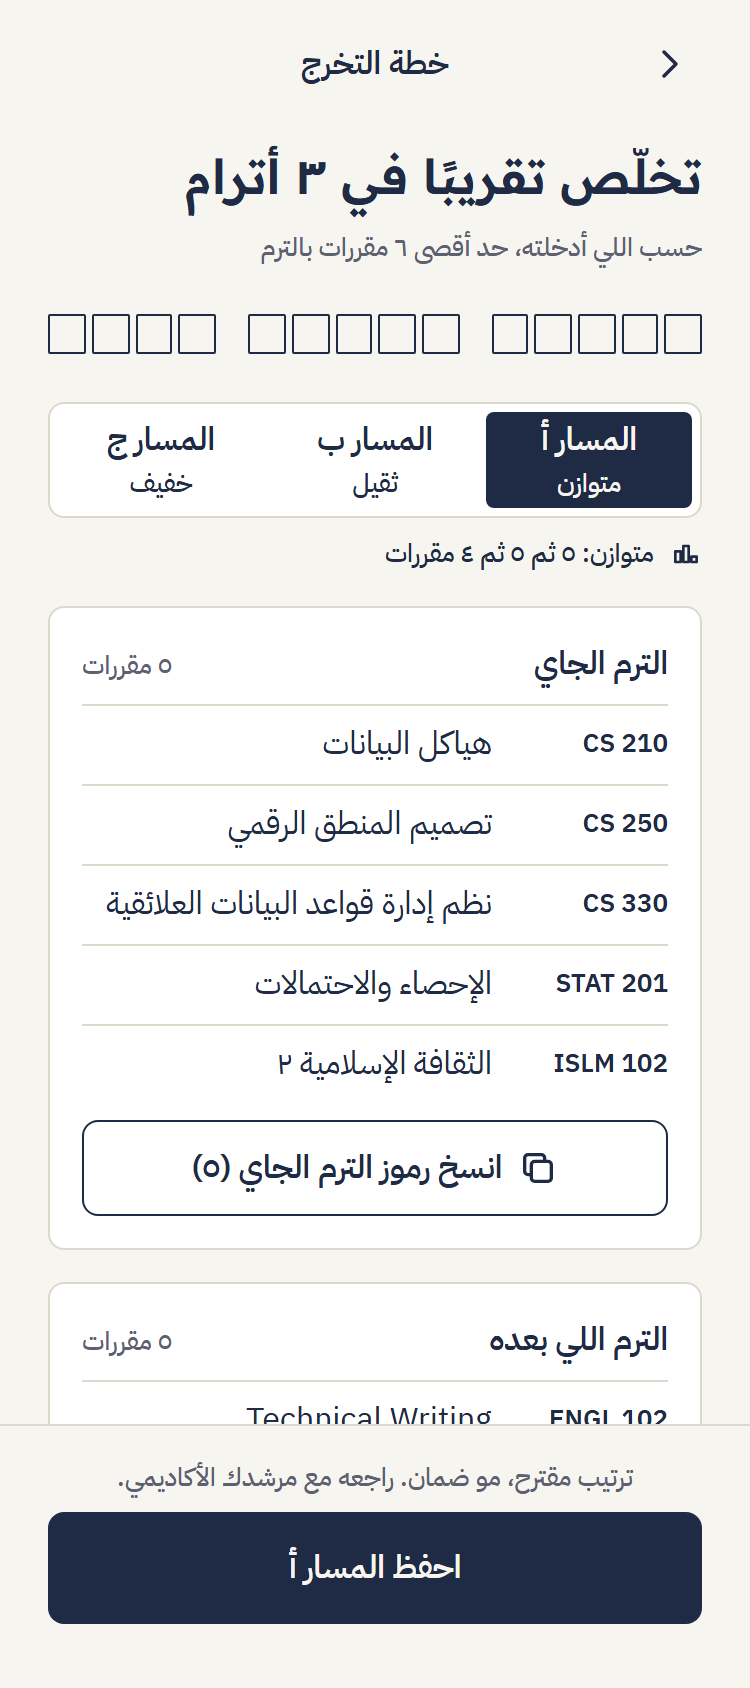 خطة التخرج
تخلّص تقريبًا في ٣ أترام
حسب اللي أدخلته، حد أقصى ٦ مقررات بالترم
المسار أ
متوازن
المسار ب
ثقيل
المسار ج
خفيف
متوازن: ٥ ثم ٥ ثم ٤ مقررات
الترم الجاي
٥ مقررات
CS 210 هياكل البيانات
CS 250 تصميم المنطق الرقمي
CS 330 نظم إدارة قواعد البيانات العلائقية
STAT 201 الإحصاء والاحتمالات
ISLM 102 الثقافة الإسلامية ٢
انسخ رموز الترم الجاي (٥)
الترم اللي بعده
٥ مقررات
ENGL 102 Technical Writing
ترتيب مقترح، مو ضمان. راجعه مع مرشدك الأكاديمي.
احفظ المسار أ